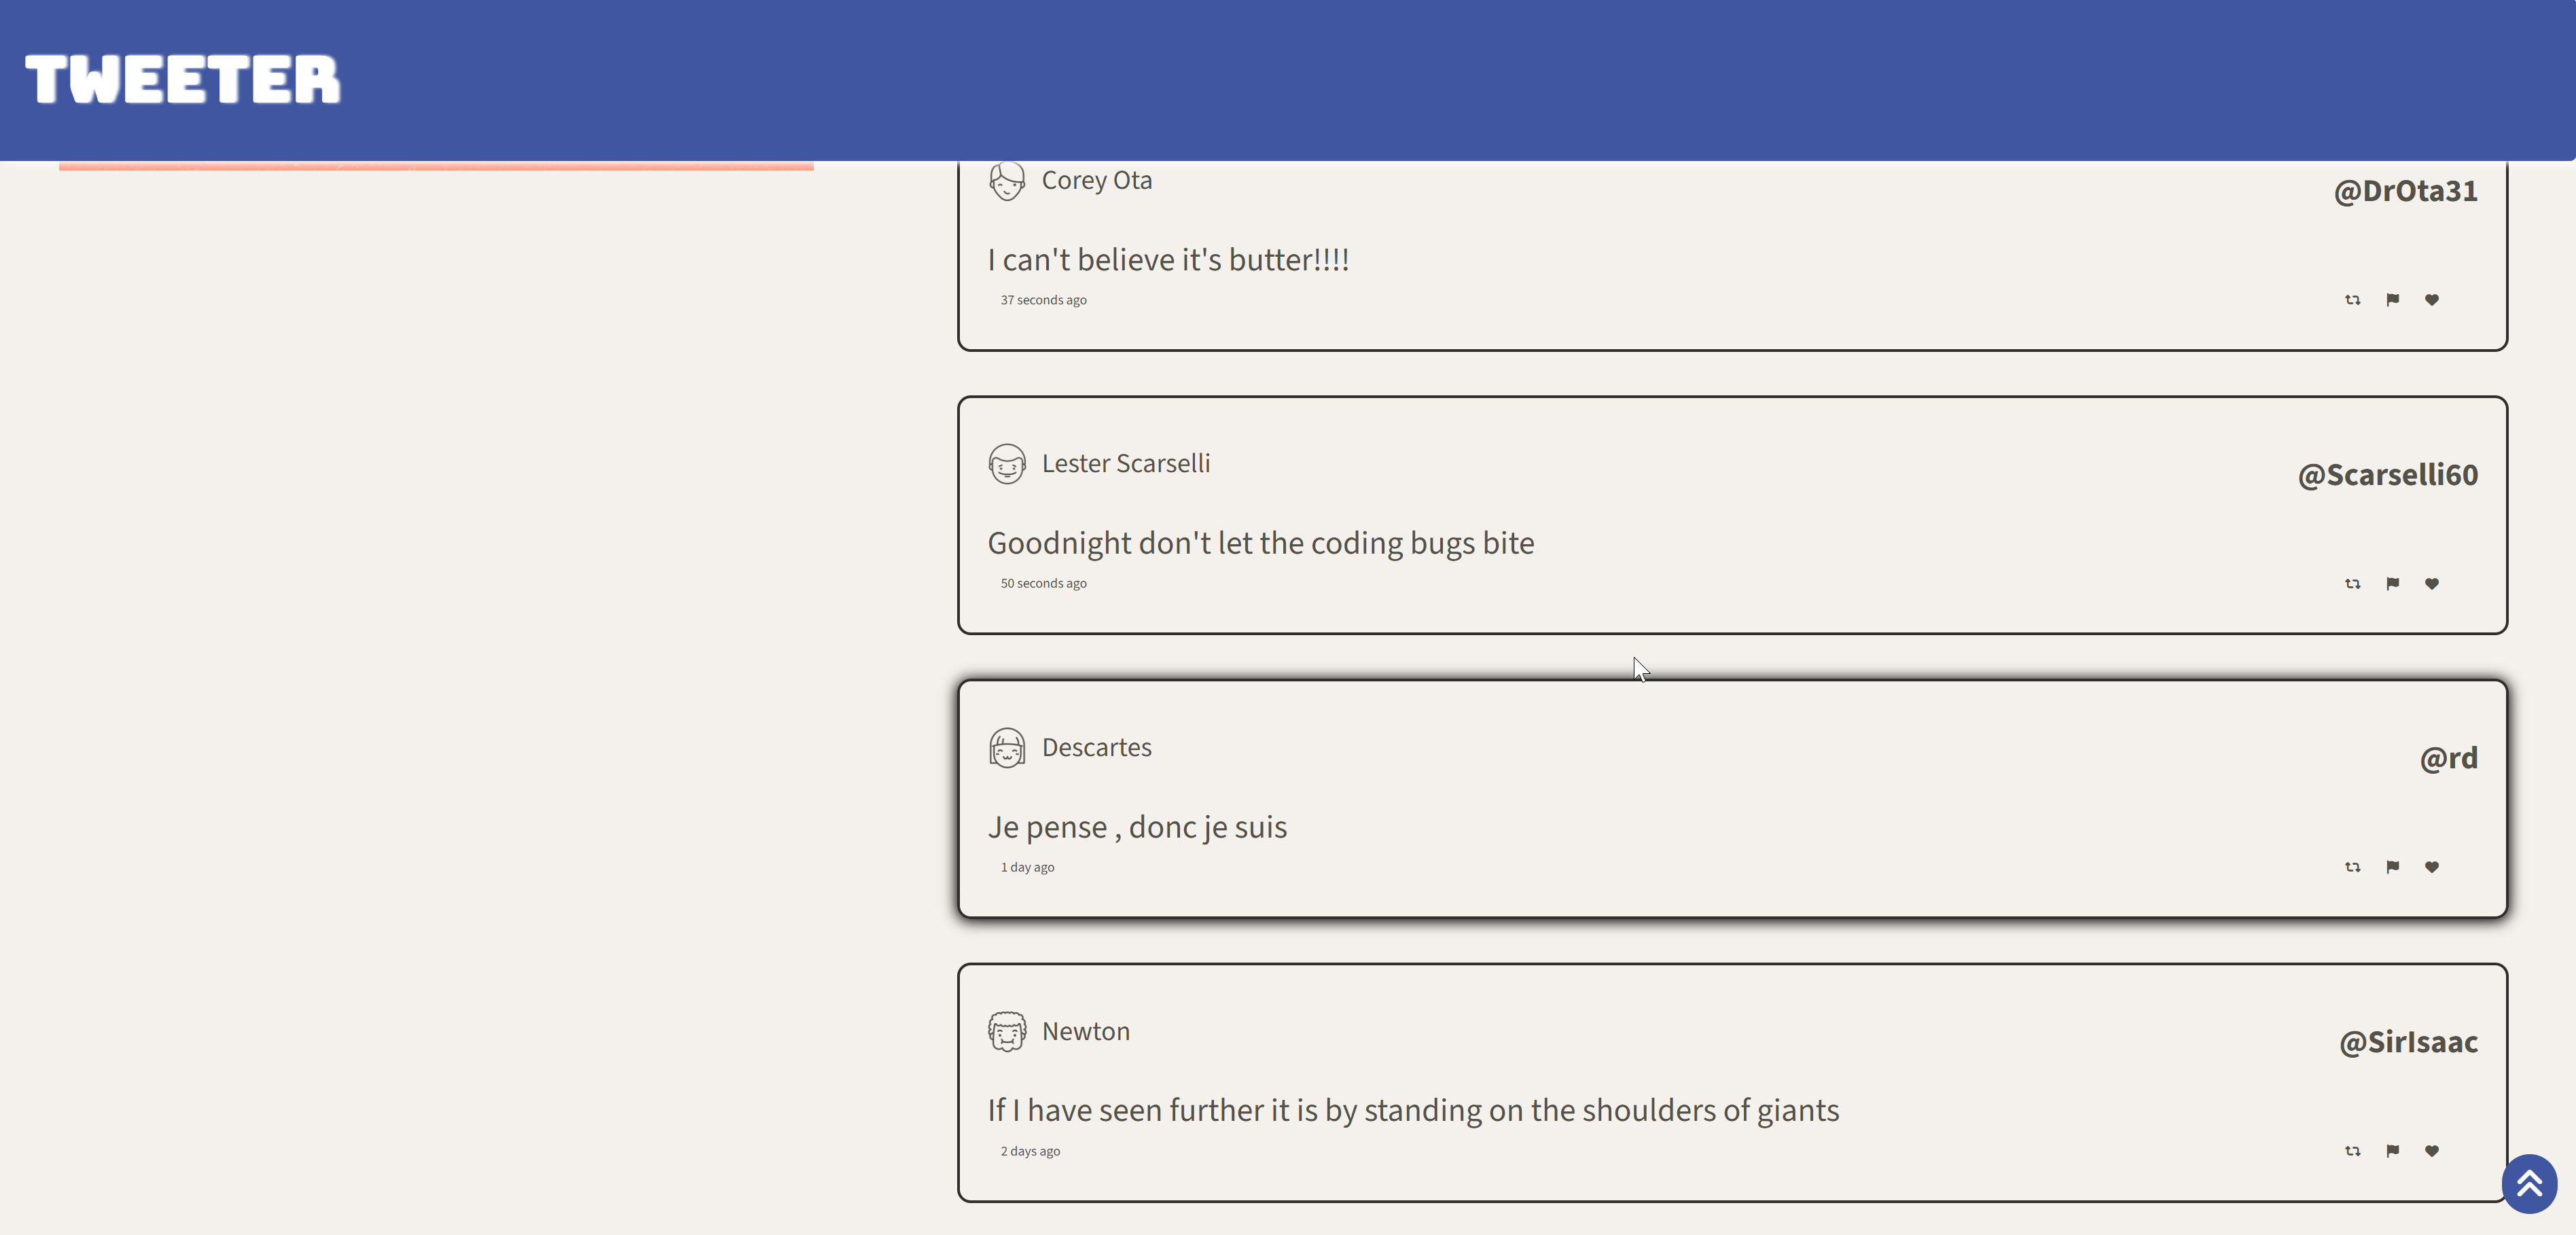 TWEETER
Corey Ota
@DrOta31
I can't believe it's butter!!!!
37 seconds ago
Lester Scarselli
@Scarselli60
Goodnight don't let the coding bugs bite
50 seconds ago
Descartes
@rd
Je pense , donc je suis
1 day ago
Newton
@SirIsaac
If I have seen further it is by standing on the shoulders of giants
2 days ago